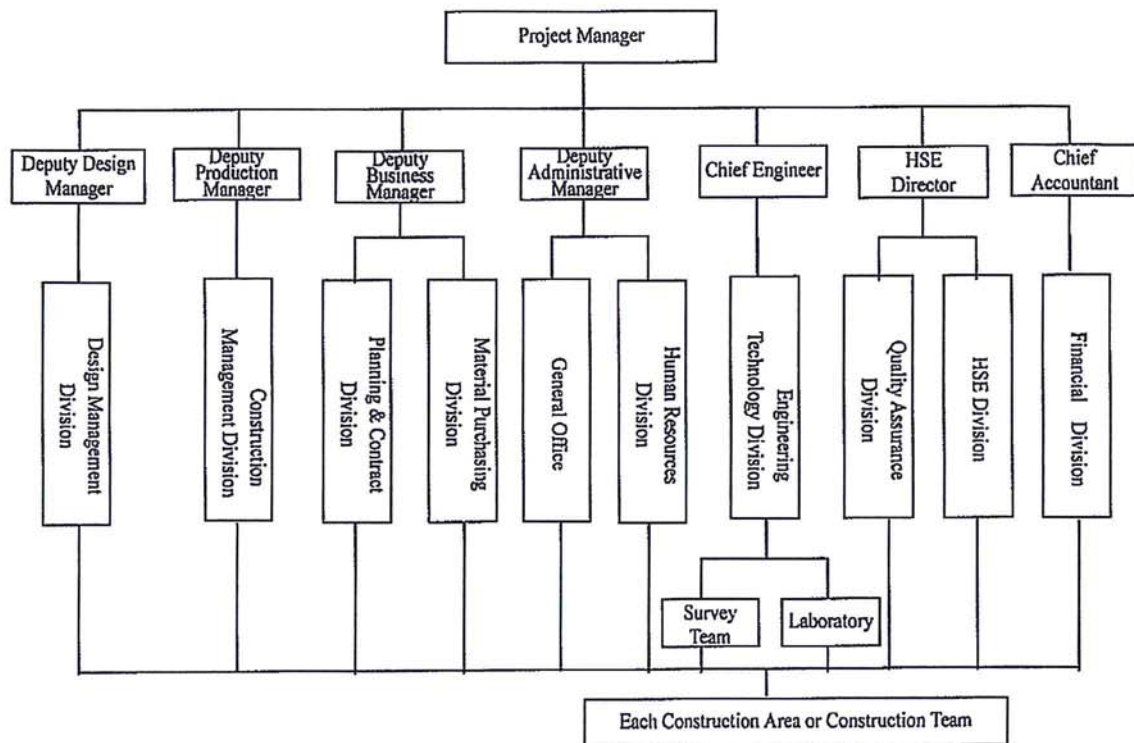 Project Manager
Deputy Design
Manager
Deputy
Production
Manager
Deputy
Business
Manager
Deputy
Administrative
Manager
Chief Engineer
HSE
Director
Chief
Accountant
Design Management
Division
Construction
Management Division
Planning & Contract
Division
Material Purchasing
Division
General Office
Human Resources
Division
Engineering
Technology Division
Quality Assurance
Division
HSE Division
Financial Division
Survey
Team
Laboratory
Each Construction Area or Construction Team